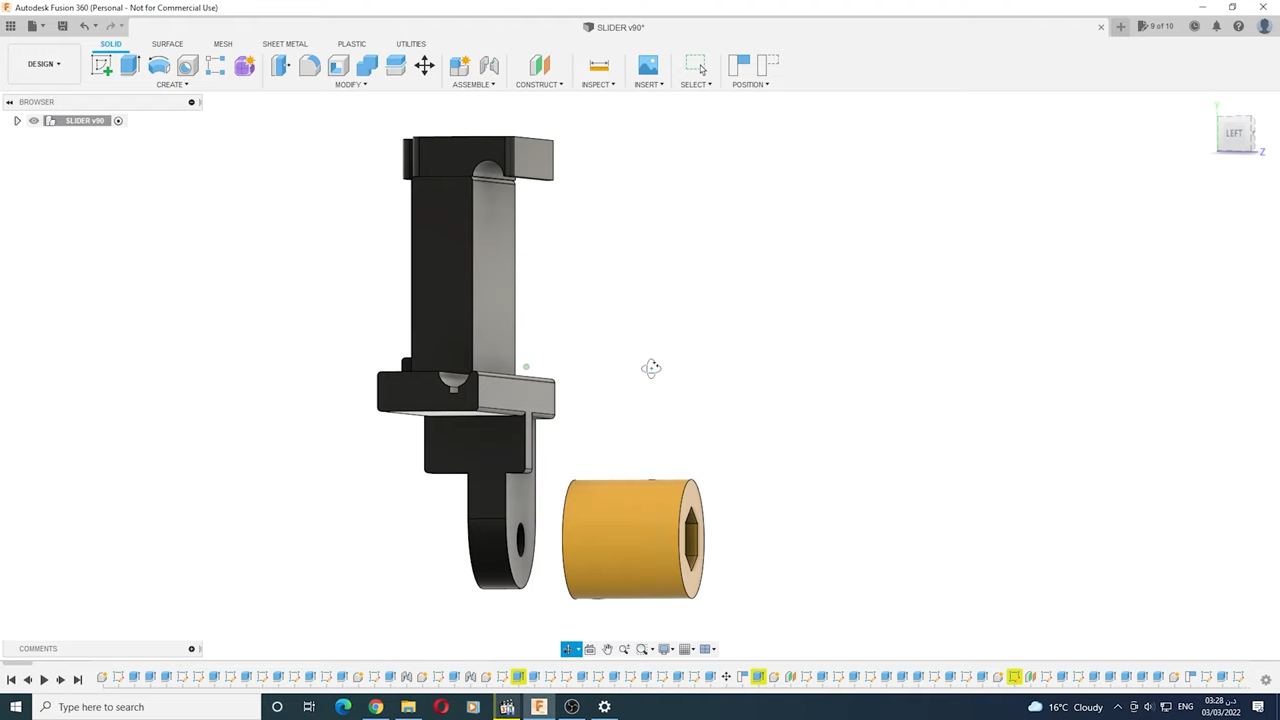 Autodesk Fusion 360 (Personal - Not for Commercial Use)
SLIDER v90*
9 of 10
SOLID SURFACE MESH SHEET METAL PLASTIC UTILITIES
DESIGN
CREATE MODIFY ASSEMBLE CONSTRUCT INSPECT INSERT SELECT POSITION
BROWSER
SLIDER v90
Y
LEFT
Z
COMMENTS
Type here to search
16°C Cloudy
ENG
03:28 د.ن
03/03/2022